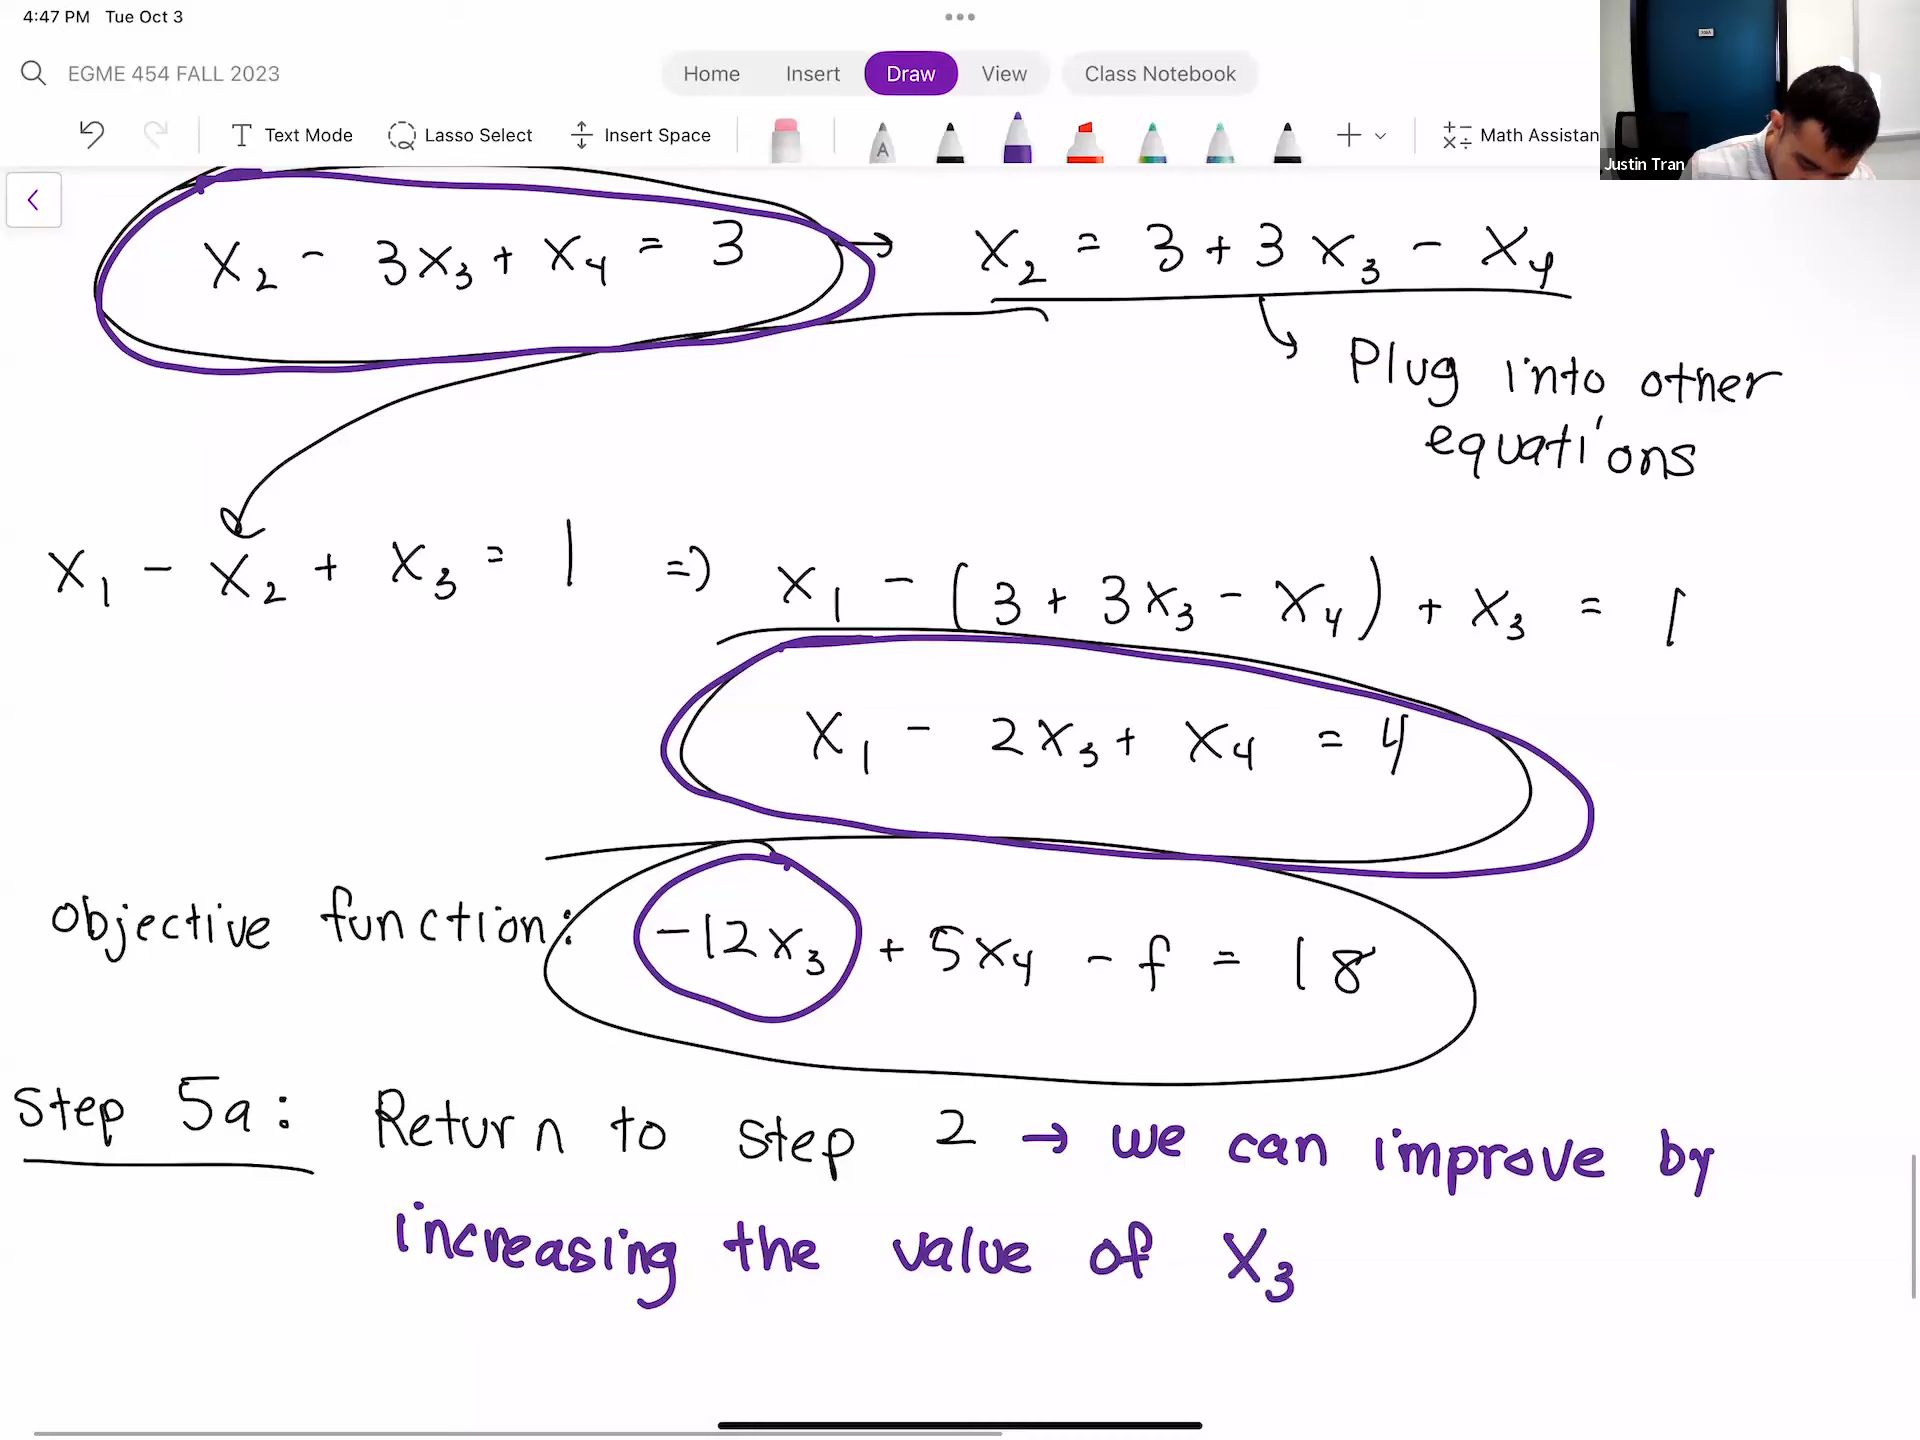 4:47 PM Tue Oct 3
EGME 454 FALL 2023
Home Insert Draw View Class Notebook
Text Mode Lasso Select Insert Space A Math Assistan
Justin Tran
x₂ - 3x₃ + x₄ = 3 → x₂ = 3 + 3x₃ - x₄
Plug into other
equations
x₁ - x₂ + x₃ = 1 => x₁ - (3 + 3x₃ - x₄) + x₃ = 1
x₁ - 2x₃ + x₄ = 4
Objective function: -12x₃ + 5x₄ - f = 18
Step 5a: Return to step 2 → we can improve by
increasing the value of x₃